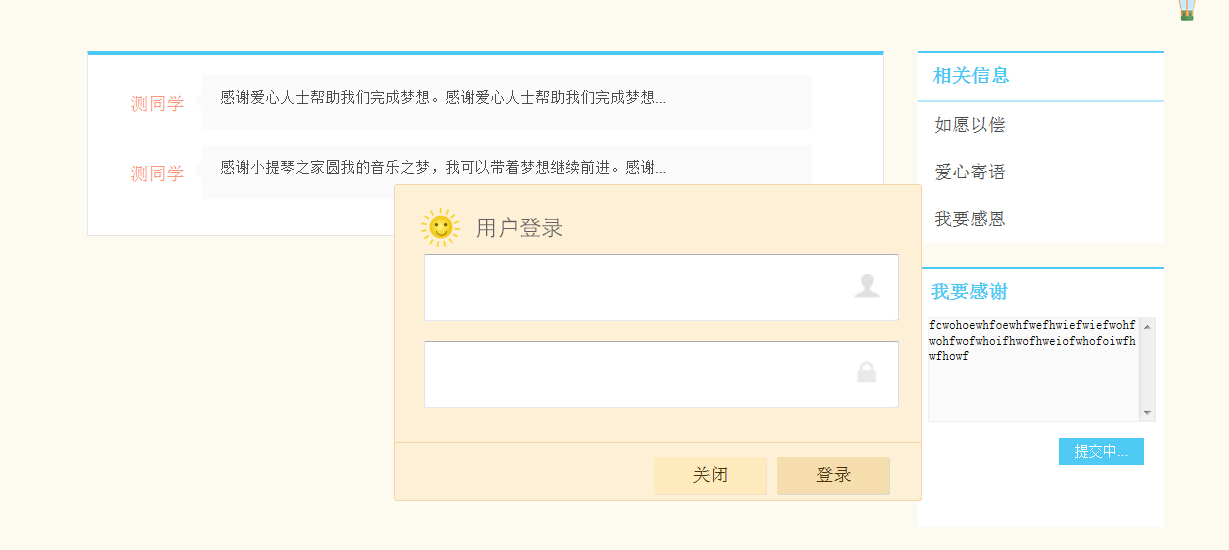 测同学
感谢爱心人士帮助我们完成梦想。感谢爱心人士帮助我们完成梦想...
测同学
感谢小提琴之家圆我的音乐之梦，我可以带着梦想继续前进。感谢...
用户登录
关闭
登录
相关信息
如愿以偿
爱心寄语
我要感恩
我要感谢
fcwohoewhfoewhfwefhwiefwiefwohf
wohfwofwhoifhwofhweiofwhofoiwfh
wfhowf
提交中...